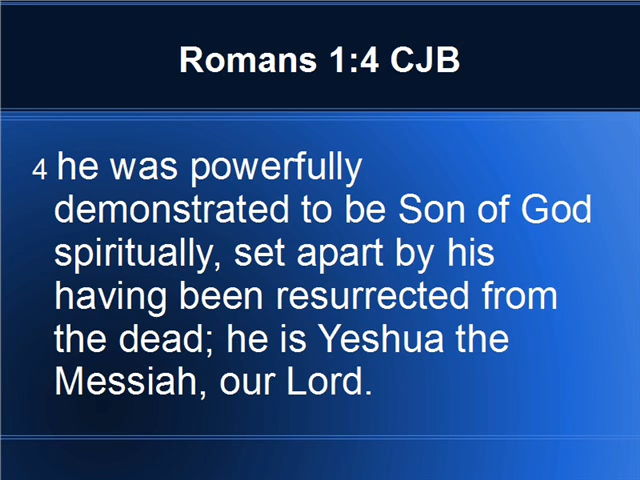 Romans 1:4 CJB
4 he was powerfully
demonstrated to be Son of God
spiritually, set apart by his
having been resurrected from
the dead; he is Yeshua the
Messiah, our Lord.